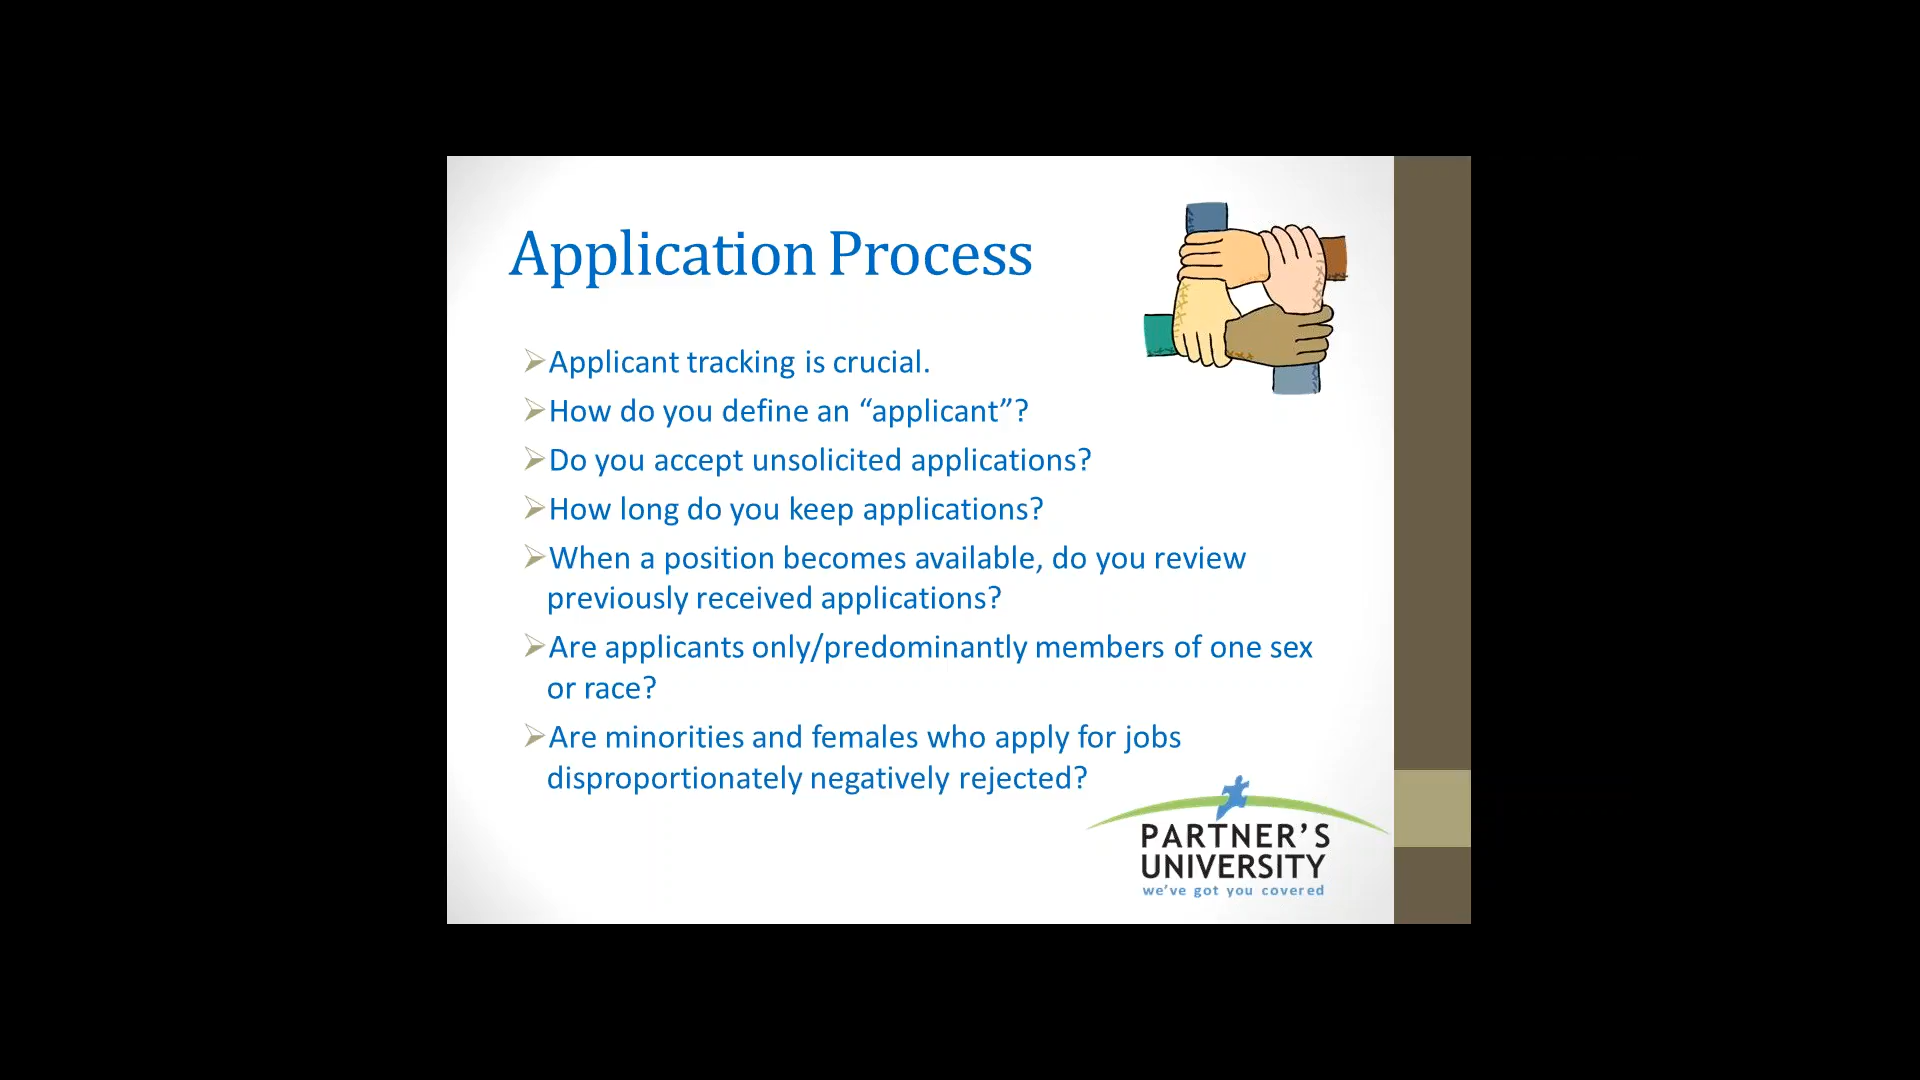 Application Process
Applicant tracking is crucial.
How do you define an “applicant”?
Do you accept unsolicited applications?
How long do you keep applications?
When a position becomes available, do you review
previously received applications?
Are applicants only/predominantly members of one sex
or race?
Are minorities and females who apply for jobs
disproportionately negatively rejected?
PARTNER’S
UNIVERSITY
we’ve got you covered